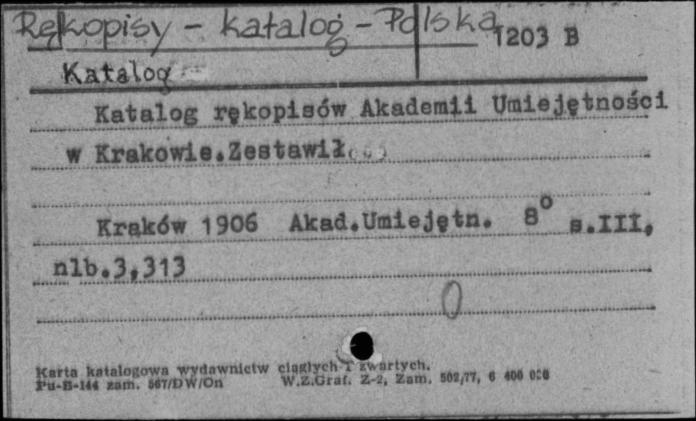 Rękopisy - katalog - Polska
1203 B
Katalog
Katalog rękopisów Akademii Umiejętności
w Krakowie.Zestawił...
Kraków 1906 Akad.Umiejętn. 8° s.III,
nlb.3,313
0
Karta katalogowa wydawnictw ciągłych i zwartych.
Pu-B-144 zam. 567/DW/On W.Z.Graf. Z-2, Zam. 502/77, 6 400 000